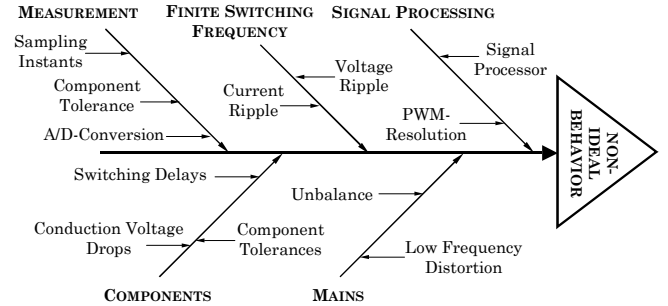 MEASUREMENT
FINITE SWITCHING
FREQUENCY
SIGNAL PROCESSING
Sampling
Instants
Component
Tolerance
A/D-Conversion
Voltage
Ripple
Current
Ripple
Signal
Processor
PWM-
Resolution
NON-
IDEAL
BEHAVIOR
Switching Delays
Conduction Voltage
Drops
Component
Tolerances
Unbalance
Low Frequency
Distortion
COMPONENTS
MAINS